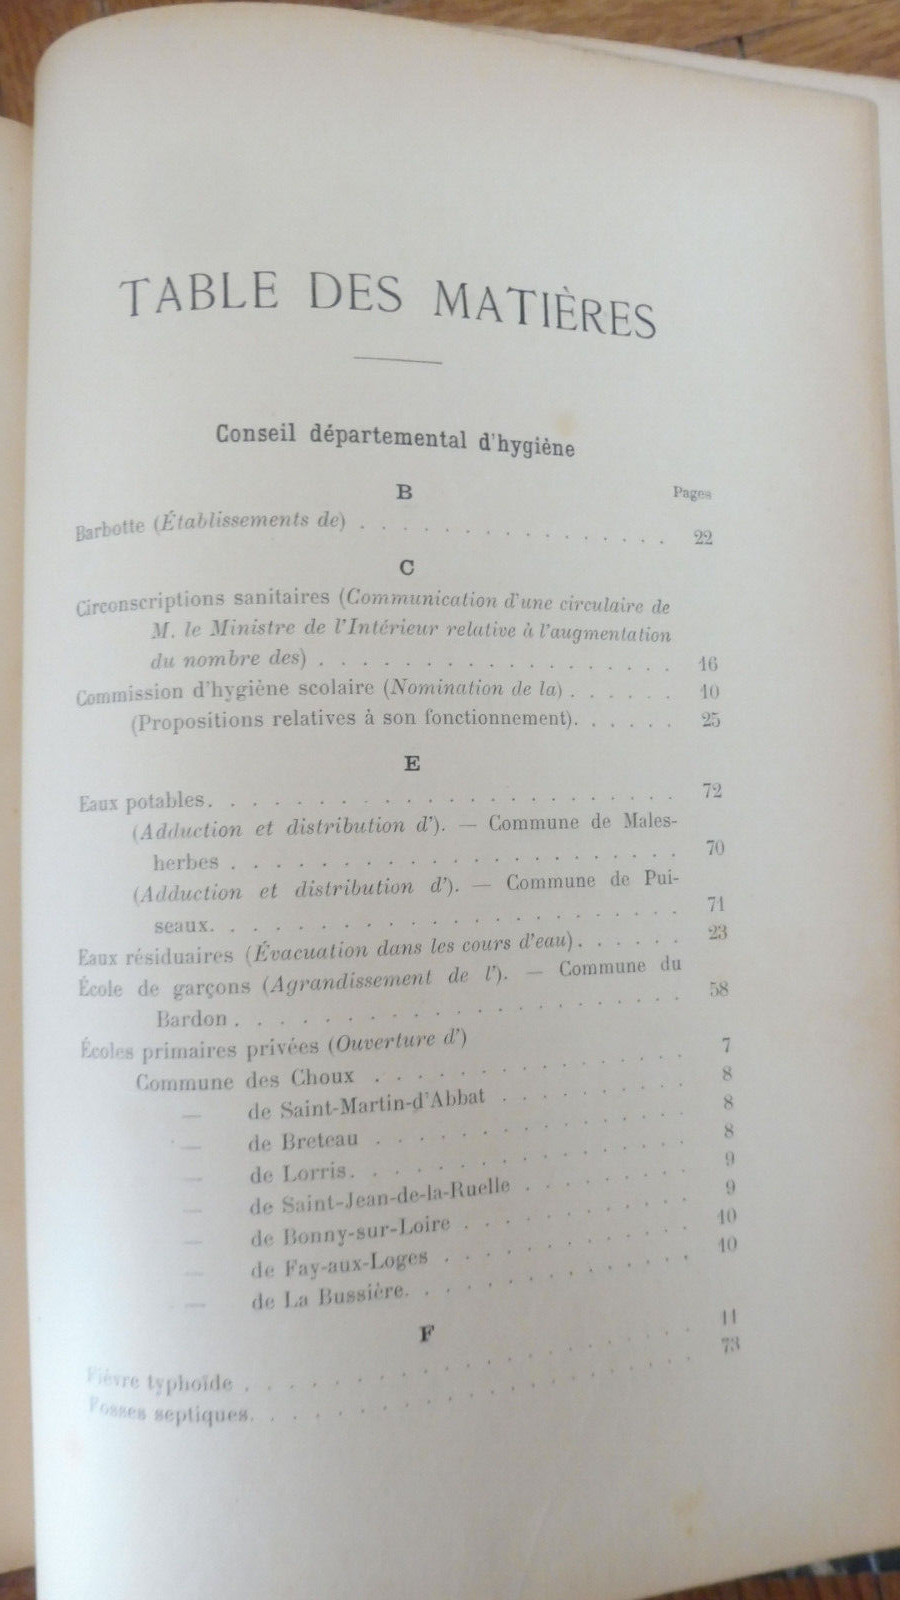 TABLE DES MATIÈRES
Conseil départemental d'hygiène
B
Pages
Barbotte (Établissements de) . . . . . . . . . . . . . 22
C
Circonscriptions sanitaires (Communication d'une circulaire de
M. le Ministre de l'Intérieur relative à l'augmentation
du nombre des) . . . . . . . . . . . . . . . . . 16
Commission d'hygiène scolaire (Nomination de la) . . . . . . 10
(Propositions relatives à son fonctionnement). . . . . . 25
E
Eaux potables. . . . . . . . . . . . . . . . . . . . . . . 72
(Adduction et distribution d'). — Commune de Males-
herbes . . . . . . . . . . . . . . . . . . . . . . 70
(Adduction et distribution d'). — Commune de Pui-
seaux. . . . . . . . . . . . . . . . . . . . . . . 71
Eaux résiduaires (Évacuation dans les cours d'eau). . . . . . 23
École de garçons (Agrandissement de l'). — Commune du
Bardon . . . . . . . . . . . . . . . . . . . . . . 58
Écoles primaires privées (Ouverture d')
Commune des Choux . . . . . . . . . . . . . . . 7
— de Saint-Martin-d'Abbat . . . . . . . . . 8
— de Breteau . . . . . . . . . . . . . . . 8
— de Lorris. . . . . . . . . . . . . . . . 8
— de Saint-Jean-de-la-Ruelle . . . . . . . . 9
— de Bonny-sur-Loire . . . . . . . . . . . 9
— de Fay-aux-Loges . . . . . . . . . . . . 10
— de La Bussière. . . . . . . . . . . . . . 10
F
Fièvre typhoïde . . . . . . . . . . . . . . . . . . . . 11
Fosses septiques. . . . . . . . . . . . . . . . . . . . 73